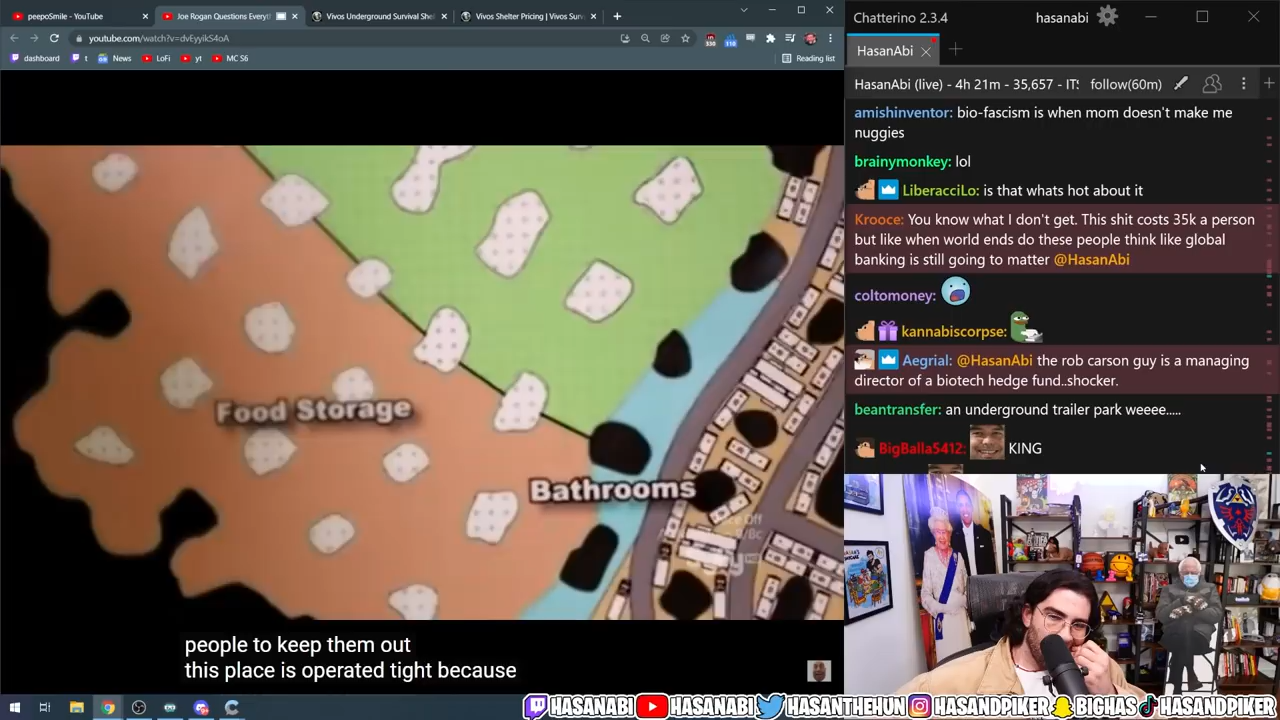 peepoSmile - YouTube
Joe Rogan Questions Everyt
Vivos Underground Survival She
Vivos Shelter Pricing | Vivos Surv
youtube.com/watch?v=dvEyyikS4oA
330
110
dashboard
t
News
LoFi
yt
MC S6
Reading list
Food Storage
Bathrooms
people to keep them out
this place is operated tight because
Chatterino 2.3.4
hasanabi
HasanAbi
HasanAbi (live) - 4h 21m - 35,657 - IT'S
follow(60m)
amishinventor: bio-fascism is when mom doesn't make me
nuggies
brainymonkey: lol
LiberacciLo: is that whats hot about it
Krooce: You know what I don't get. This shit costs 35k a person
but like when world ends do these people think like global
banking is still going to matter @HasanAbi
coltomoney:
kannabiscorpse:
Aegrial: @HasanAbi the rob carson guy is a managing
director of a biotech hedge fund..shocker.
beantransfer: an underground trailer park weeee.....
BigBalla5412: KING
HASANABI HASANABI HASANTHEHUN HASANDPIKER BIGHAS HASANDPIKER